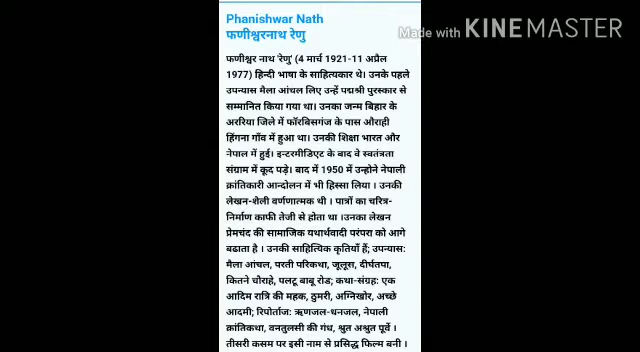 Phanishwar Nath
फणीश्वरनाथ रेणु
Made with KINEMASTER
फणीश्वर नाथ 'रेणु' (4 मार्च 1921-11 अप्रैल
1977) हिन्दी भाषा के साहित्यकार थे। उनके पहले
उपन्यास मैला आंचल लिए उन्हें पद्मश्री पुरस्कार से
सम्मानित किया गया था। उनका जन्म बिहार के
अररिया जिले में फॉरबिसगंज के पास औराही
हिंगना गाँव में हुआ था। उनकी शिक्षा भारत और
नेपाल में हुई। इन्टरमीडिएट के बाद वे स्वतंत्रता
संग्राम में कूद पड़े। बाद में 1950 में उन्होने नेपाली
क्रांतिकारी आन्दोलन में भी हिस्सा लिया । उनकी
लेखन-शैली वर्णणात्मक थी । पात्रों का चरित्र-
निर्माण काफी तेजी से होता था ।उनका लेखन
प्रेमचंद की सामाजिक यथार्थवादी परंपरा को आगे
बढाता है । उनकी साहित्यिक कृतियाँ हैं; उपन्यास:
मैला आंचल, परती परिकथा, जूलूस, दीर्घतपा,
कितने चौराहे, पलटू बाबू रोड; कथा-संग्रह: एक
आदिम रात्रि की महक, ठुमरी, अग्निखोर, अच्छे
आदमी; रिपोर्ताज: ऋणजल-धनजल, नेपाली
क्रांतिकथा, वनतुलसी की गंध, श्रुत अश्रुत पूर्वे ।
तीसरी कसम पर इसी नाम से प्रसिद्ध फिल्म बनी ।